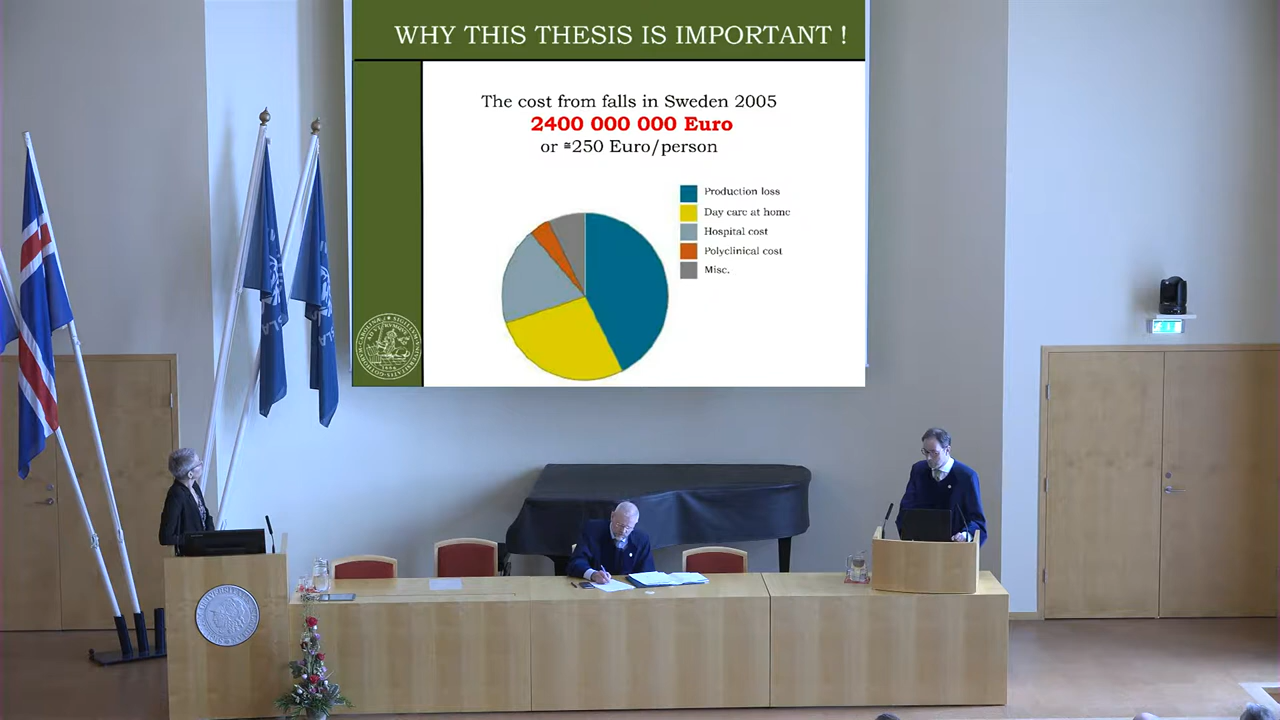 WHY THIS THESIS IS IMPORTANT !
The cost from falls in Sweden 2005
2400 000 000 Euro
or ≅250 Euro/person
Production loss
Day care at home
Hospital cost
Polyclinical cost
Misc.